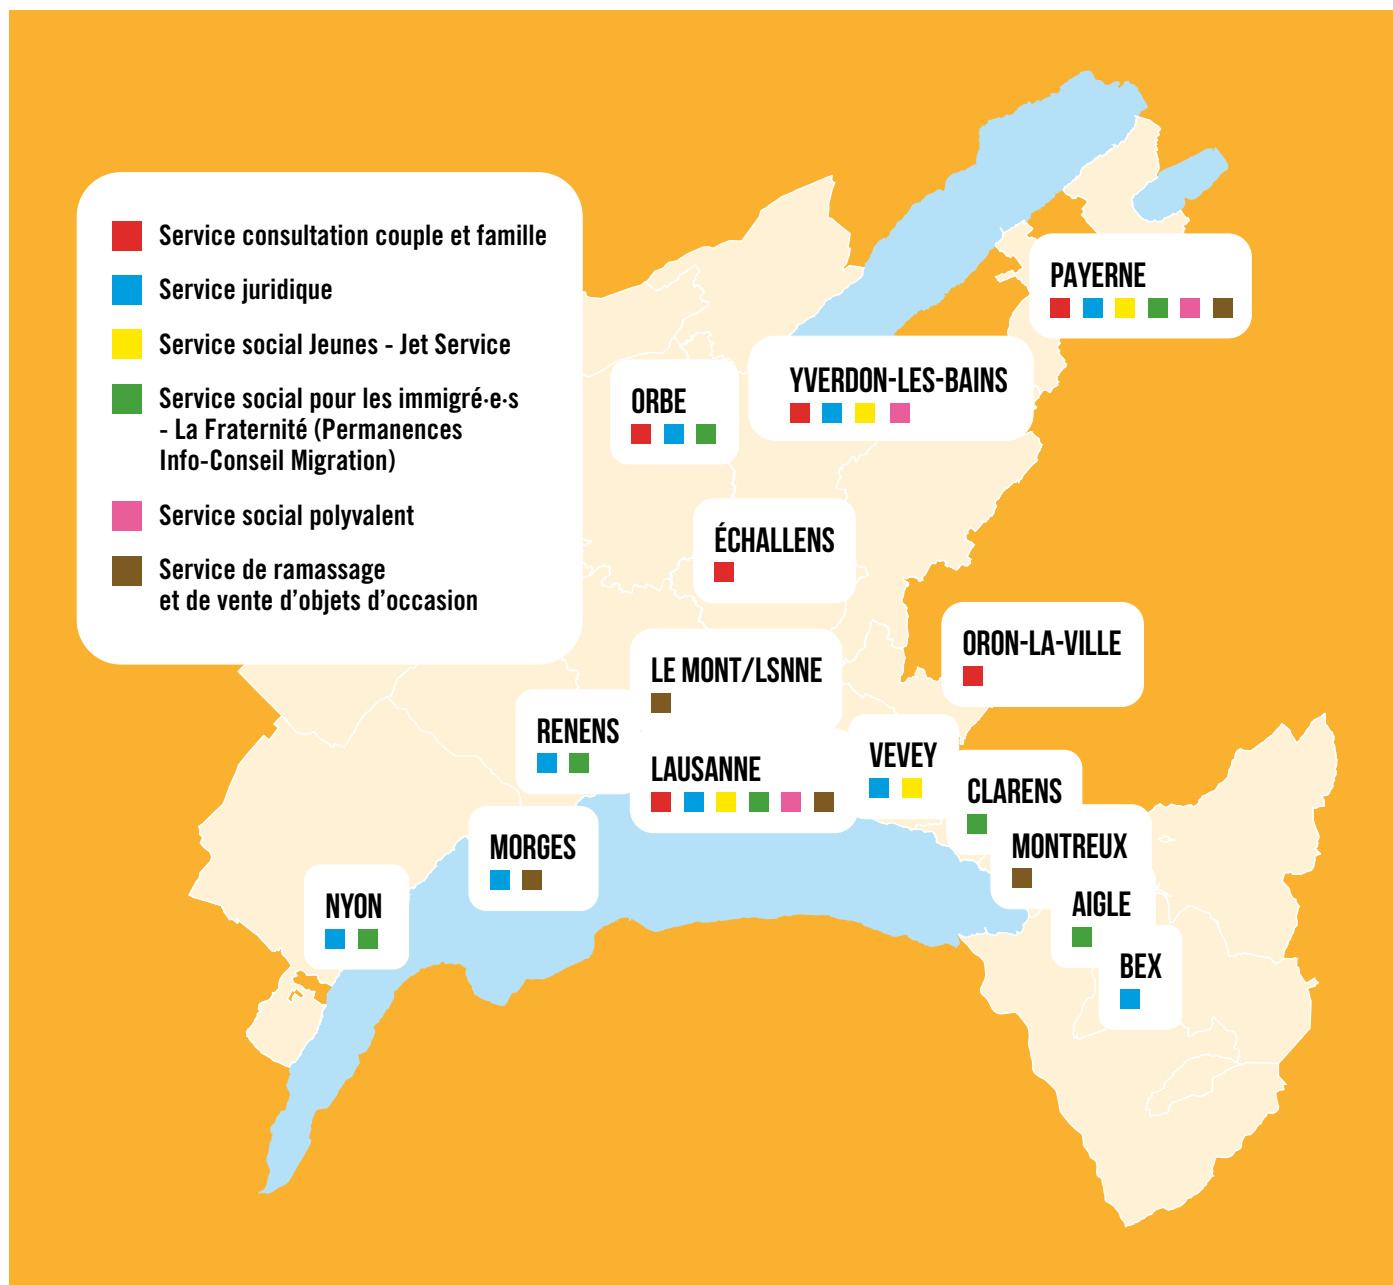 Service consultation couple et famille
Service juridique
Service social Jeunes - Jet Service
Service social pour les immigré·e·s
- La Fraternité (Permanences
Info-Conseil Migration)
Service social polyvalent
Service de ramassage
et de vente d’objets d’occasion
PAYERNE
YVERDON-LES-BAINS
ORBE
ÉCHALLENS
ORON-LA-VILLE
LE MONT/LSNNE
RENENS
LAUSANNE
VEVEY
CLARENS
MORGES
MONTREUX
NYON
AIGLE
BEX